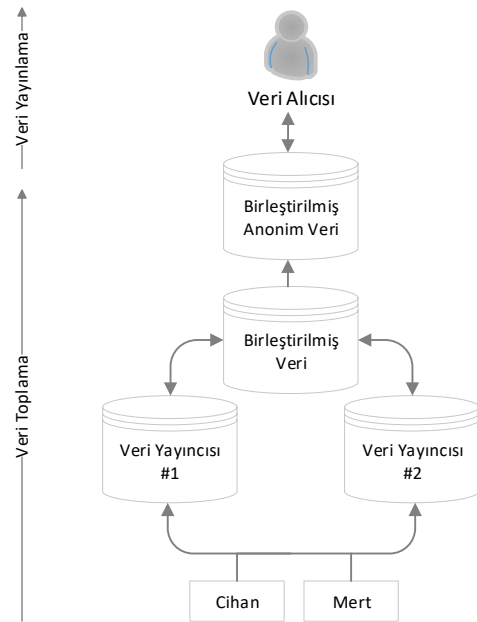 Veri Yayınlama
Veri Toplama
Veri Alıcısı
Birleştirilmiş
Anonim Veri
Birleştirilmiş
Veri
Veri Yayıncısı
#1
Veri Yayıncısı
#2
Cihan
Mert